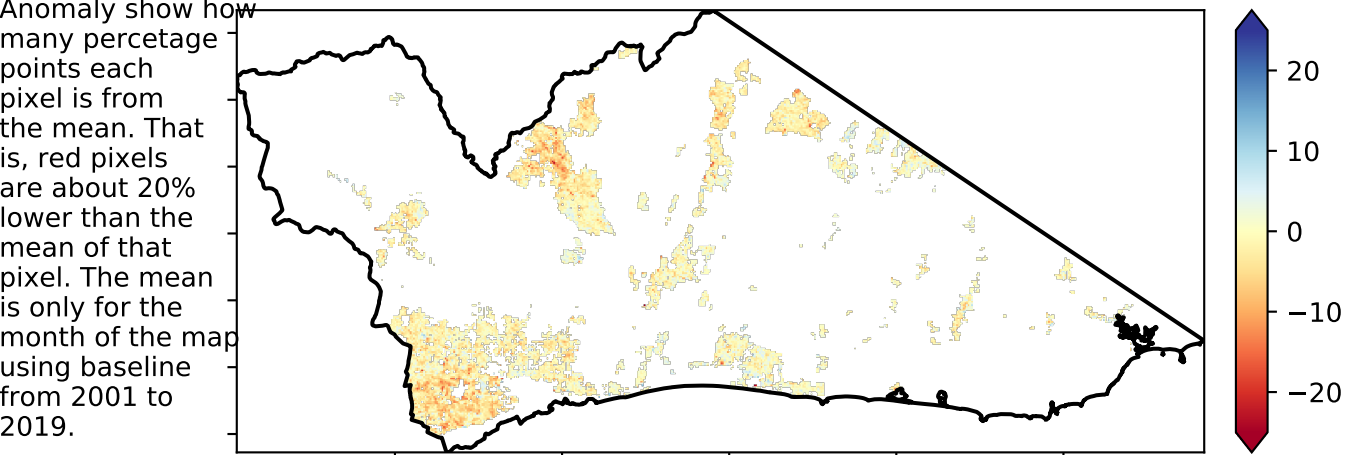 Anomaly show how
many percetage
points each
pixel is from
the mean. That
is, red pixels
are about 20%
lower than the
mean of that
pixel. The mean
is only for the
month of the map
using baseline
from 2001 to
2019.
20
10
0
−10
−20